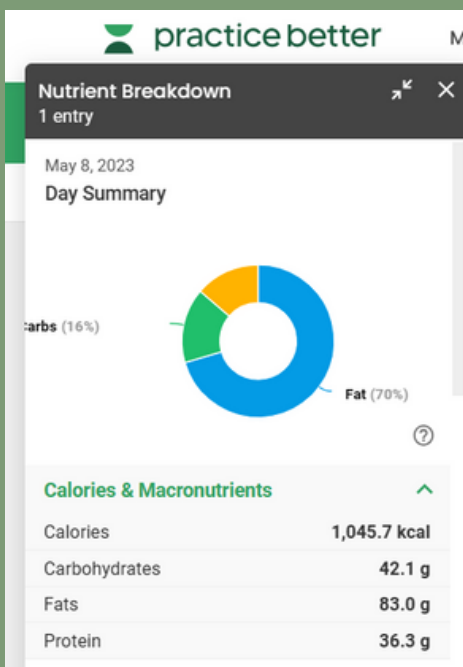 practice better M
Nutrient Breakdown
1 entry
May 8, 2023
Day Summary
arbs (16%)
Fat (70%)
Calories & Macronutrients
Calories 1,045.7 kcal
Carbohydrates 42.1 g
Fats 83.0 g
Protein 36.3 g